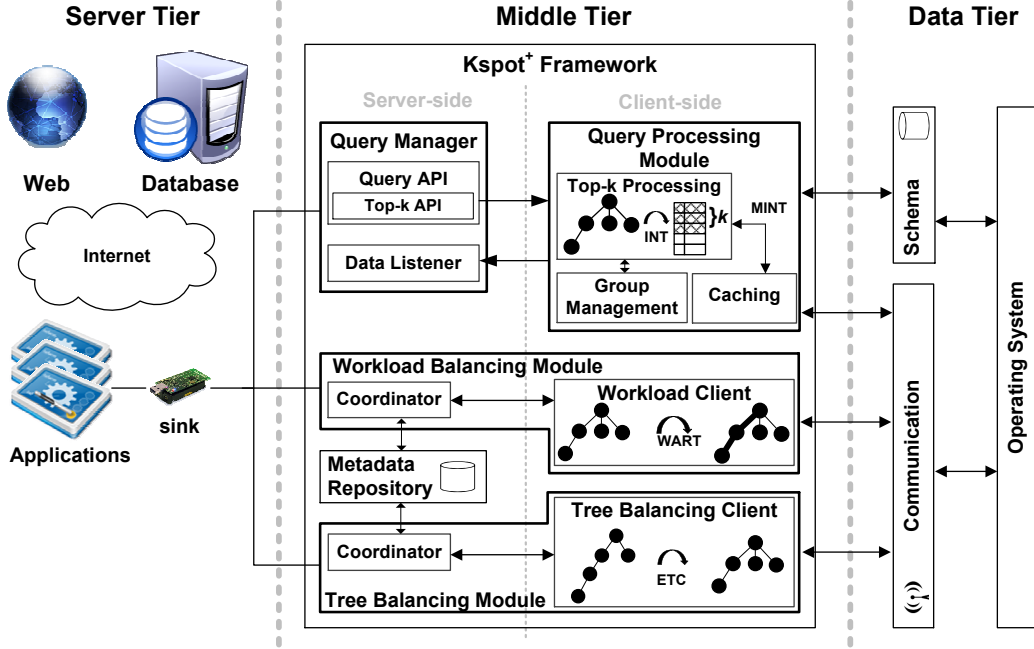 Server Tier
Middle Tier
Data Tier
Kspot+ Framework
Server-side
Client-side
Web
Database
Internet
Applications
sink
Query Manager
Query API
Top-k API
Data Listener
Query Processing
Module
Top-k Processing
INT
}k
MINT
Group
Management
Caching
Workload Balancing Module
Coordinator
Workload Client
WART
Metadata
Repository
Coordinator
Tree Balancing Client
ETC
Tree Balancing Module
Schema
Communication
Operating System